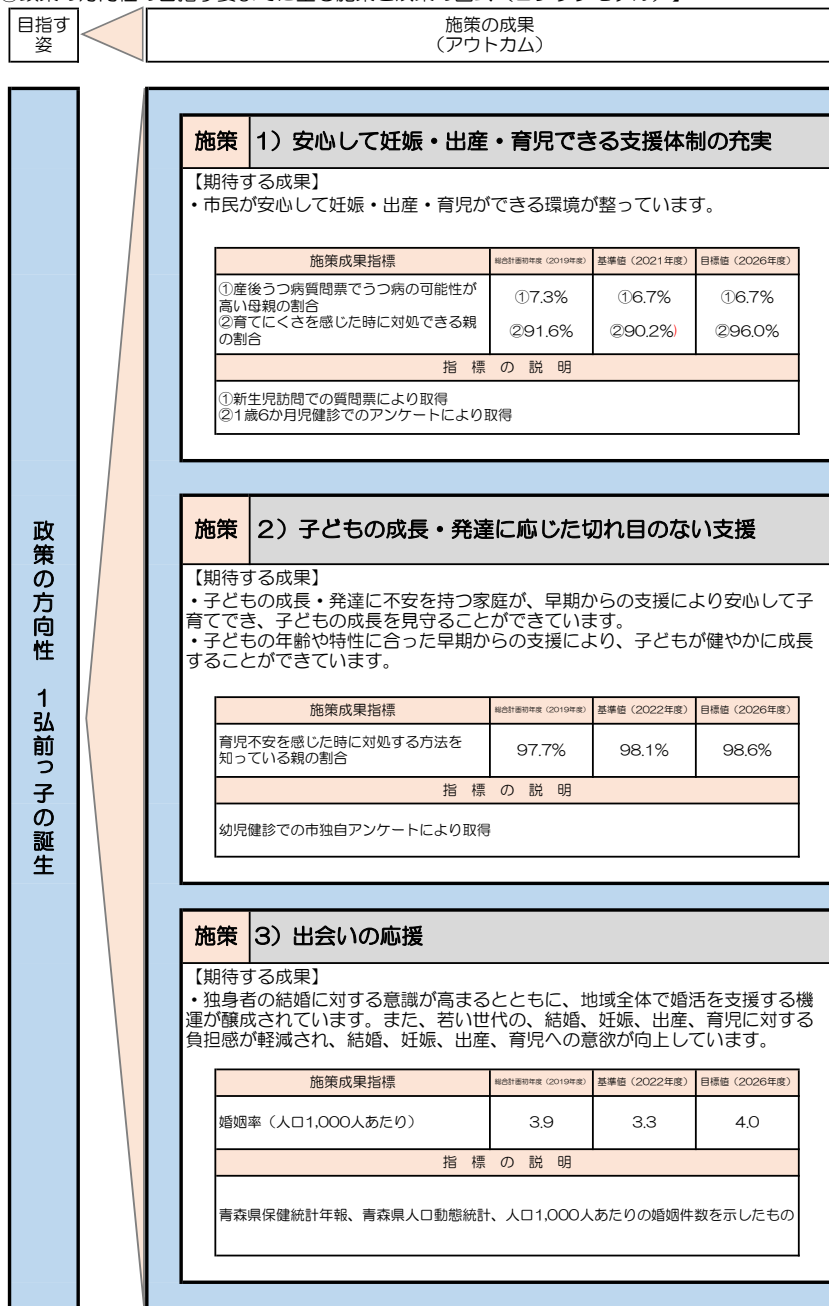 目指す
姿
施策の成果
(アウトカム)
政策の方向性 1弘前っ子の誕生
施策 1)安心して妊娠・出産・育児できる支援体制の充実
【期待する成果】
・市民が安心して妊娠・出産・育児ができる環境が整っています。
施策成果指標 総合計画初年度(2019年度) 基準値(2021年度) 目標値(2026年度)
①産後うつ病質問票でうつ病の可能性が
高い母親の割合
②育てにくさを感じた時に対処できる親
の割合
①7.3% ①6.7% ①6.7%
②91.6% ②90.2%) ②96.0%
指標の説明
①新生児訪問での質問票により取得
②1歳6か月児健診でのアンケートにより取得
施策 2)子どもの成長・発達に応じた切れ目のない支援
【期待する成果】
・子どもの成長・発達に不安を持つ家庭が、早期からの支援により安心して子
育てでき、子どもの成長を見守ることができています。
・子どもの年齢や特性に合った早期からの支援により、子どもが健やかに成長
することができています。
施策成果指標 総合計画初年度(2019年度) 基準値(2022年度) 目標値(2026年度)
育児不安を感じた時に対処する方法を
知っている親の割合
97.7% 98.1% 98.6%
指標の説明
幼児健診での市独自アンケートにより取得
施策 3)出会いの応援
【期待する成果】
・独身者の結婚に対する意識が高まるとともに、地域全体で婚活を支援する機
運が醸成されています。また、若い世代の、結婚、妊娠、出産、育児に対する
負担感が軽減され、結婚、妊娠、出産、育児への意欲が向上しています。
施策成果指標 総合計画初年度(2019年度) 基準値(2022年度) 目標値(2026年度)
婚姻率(人口1,000人あたり) 3.9 3.3 4.0
指標の説明
青森県保健統計年報、青森県人口動態統計、人口1,000人あたりの婚姻件数を示したもの